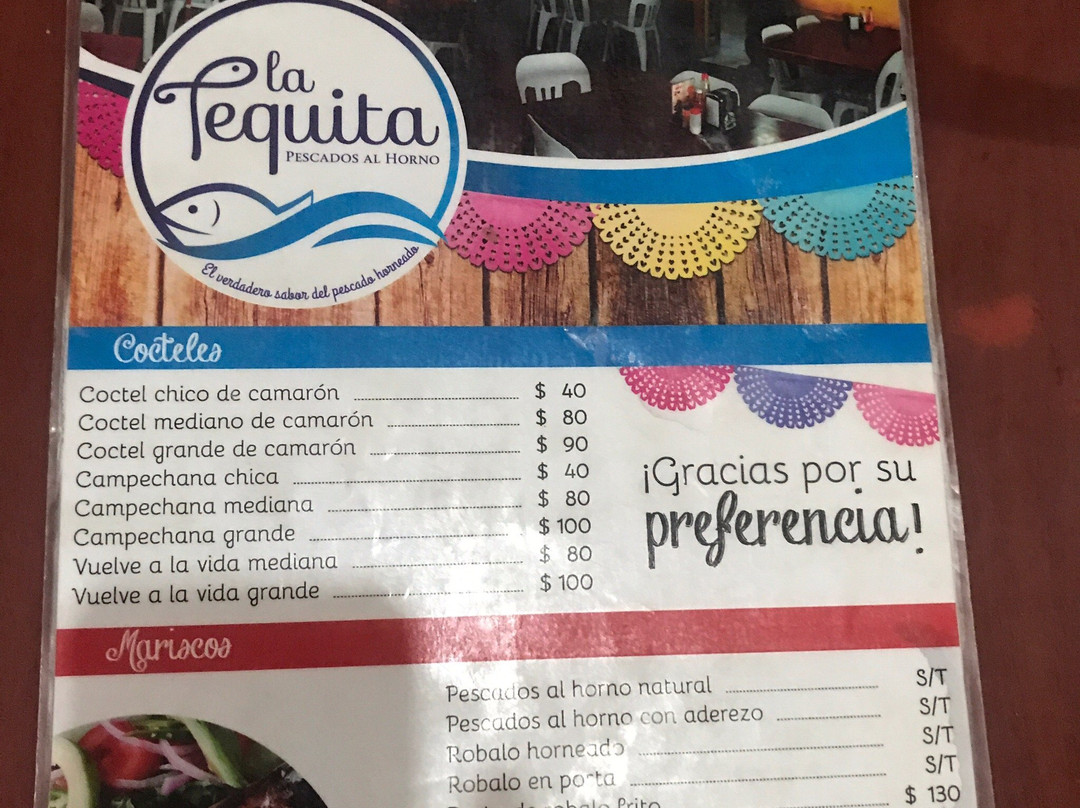 la
Tequita
PESCADOS AL HORNO
El verdadero sabor del pescado horneado
Cocteles
Coctel chico de camarón $ 40
Coctel mediano de camarón $ 80
Coctel grande de camarón $ 90
Campechana chica $ 40
Campechana mediana $ 80
Campechana grande $ 100
Vuelve a la vida mediana $ 80
Vuelve a la vida grande $ 100
¡Gracias por su
preferencia!
Mariscos
Pescados al horno natural S/T
Pescados al horno con aderezo S/T
Robalo horneado S/T
Robalo en posta S/T
robalo frito $ 130